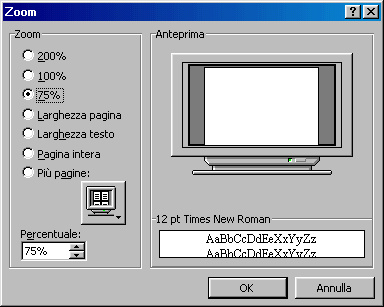 Zoom
Zoom
200%
100%
75%
Larghezza pagina
Larghezza testo
Pagina intera
Più pagine:
Percentuale:
75%
Anteprima
12 pt Times New Roman
AaBbCcDdEeXxYyZz
AaBbCcDdEeXxYyZz
OK
Annulla